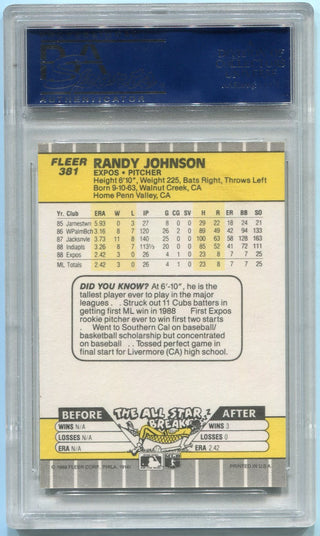 PSA
AUTHENTICATOR
FLEER
381
RANDY JOHNSON
EXPOS • PITCHER
Height 6'10", Weight 225, Bats Right, Throws Left
Born 9-10-63, Walnut Creek, CA
Home Penn Valley, CA
Yr. Club ERA W L IP G CG SV H R ER BB SO
85 Jamestwn 5.93 0 3 27 8 0 0 29 22 18 24 21
86 WPalmBch 3.16 8 7 120 26 2 0 89 49 42 94 133
87 Jacksnvle 3.73 11 8 140 25 0 0 100 63 58 128 163
88 Indiapls 3.26 8 7 113⅓ 20 0 0 85 52 41 72 111
88 Expos 2.42 3 0 26 4 1 0 23 8 7 7 25
ML Totals 2.42 3 0 26 4 1 0 23 8 7 7 25
DID YOU KNOW? At 6'-10", he is the
tallest player ever to play in the major
leagues . . Struck out 11 Cubs batters in
getting first ML win in 1988 First Expos
rookie pitcher ever to win first two starts
. Went to Southern Cal on baseball/
basketball scholarship but concentrated
on baseball . . . Tossed perfect game in
final start for Livermore (CA) high school.
BEFORE THE ALL STAR BREAK AFTER
WINS N/A WINS 3
LOSSES N/A LOSSES 0
ERA N/A ERA 2.42
© 1989 FLEER CORP., PHILA., 19141 PRINTED IN U.S.A.